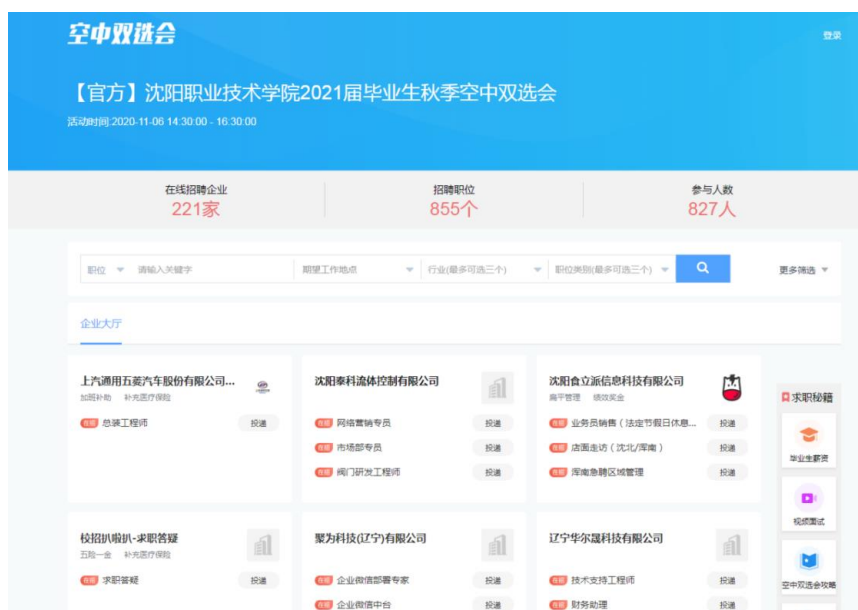 空中双选会
登录
【官方】沈阳职业技术学院2021届毕业生秋季空中双选会
活动时间:2020-11-06 14:30:00 - 16:30:00
在线招聘企业
招聘职位
参与人数
221家
855个
827人
职位
请输入关键字
期望工作地点
行业(最多可选三个)
职位类别(最多可选三个)
更多筛选
企业大厅
上汽通用五菱汽车股份有限公司...
加班补助 补充医疗保险
总装工程师
投递
沈阳泰科流体控制有限公司
网络营销专员
投递
市场部专员
投递
阀门研发工程师
投递
沈阳食立派信息科技有限公司
扁平管理 绩效奖金
业务员销售（法定节假日休息...
投递
店面走访（沈北/浑南）
投递
浑南急聘区域管理
投递
求职秘籍
毕业生薪资
视频面试
空中双选会攻略
校招扒啦扒-求职答疑
五险一金 补充医疗保险
求职答疑
投递
聚为科技(辽宁)有限公司
企业微信部署专家
投递
企业微信中台
投递
辽宁华尔晟科技有限公司
技术支持工程师
投递
财务助理
投递